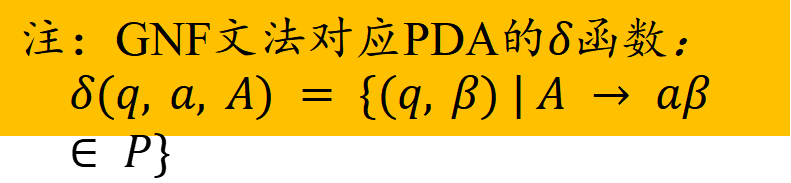 注：GNF文法对应PDA的δ函数：
δ(q, a, A) = {(q, β) | A → aβ
∈ P}